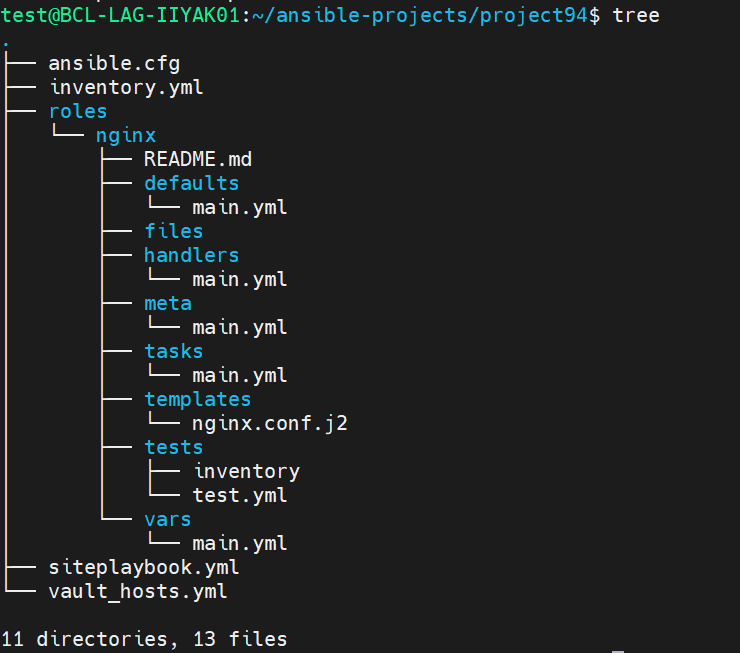 test@BCL-LAG-IIYAK01:~/ansible-projects/project94$ tree
.
├── ansible.cfg
├── inventory.yml
├── roles
│   └── nginx
│       ├── README.md
│       ├── defaults
│       │   └── main.yml
│       ├── files
│       ├── handlers
│       │   └── main.yml
│       ├── meta
│       │   └── main.yml
│       ├── tasks
│       │   └── main.yml
│       ├── templates
│       │   └── nginx.conf.j2
│       ├── tests
│       │   ├── inventory
│       │   └── test.yml
│       └── vars
│           └── main.yml
├── siteplaybook.yml
└── vault_hosts.yml

11 directories, 13 files